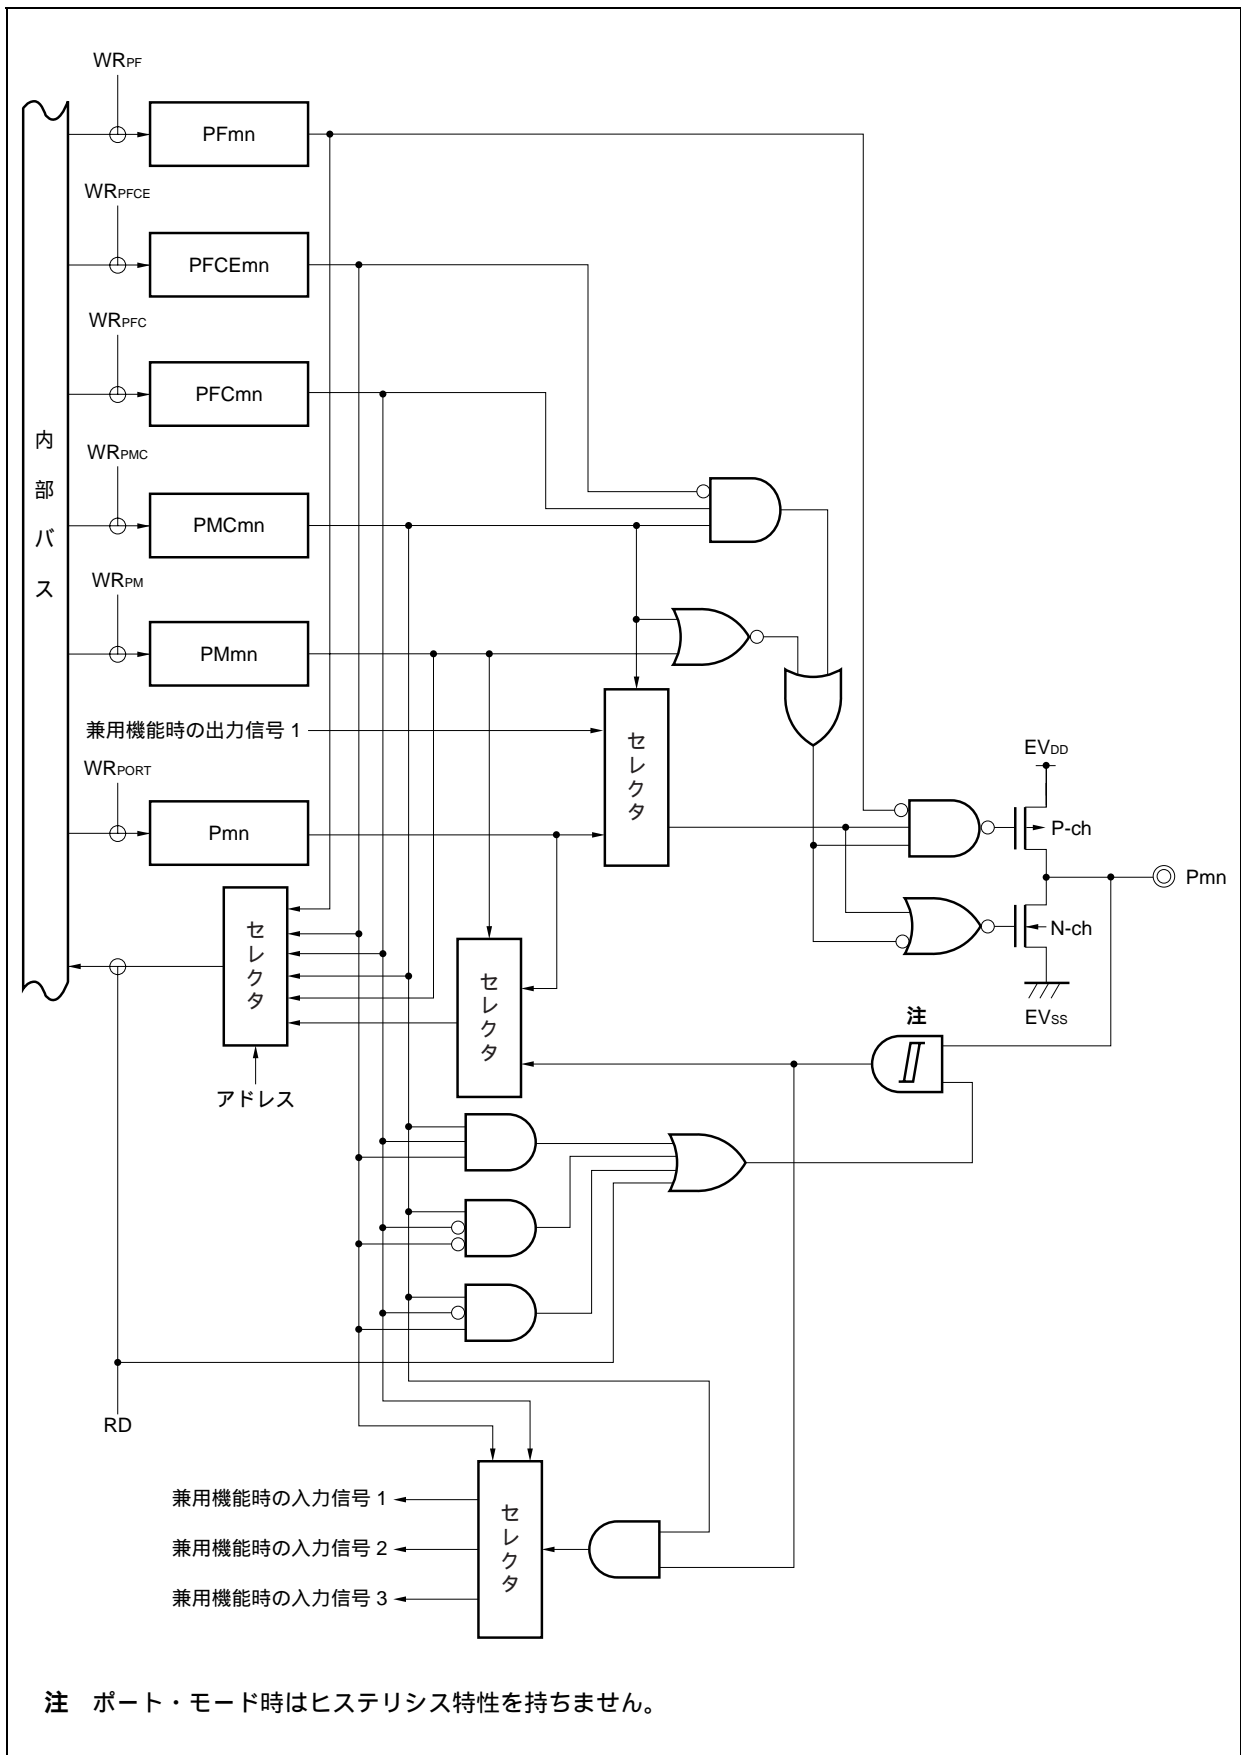 WRPF
PFmn
WRPFCE
PFCEmn
WRPFC
PFCmn
内部バス
WRPMC
PMCmn
WRPM
PMmn
兼用機能時の出力信号 1
セレクタ
WRPORT
Pmn
EVDD
P-ch
Pmn
N-ch
EVSS
セレクタ
セレクタ
注
アドレス
RD
兼用機能時の入力信号 1
兼用機能時の入力信号 2
兼用機能時の入力信号 3
セレクタ
注 ポート・モード時はヒステリシス特性を持ちません。